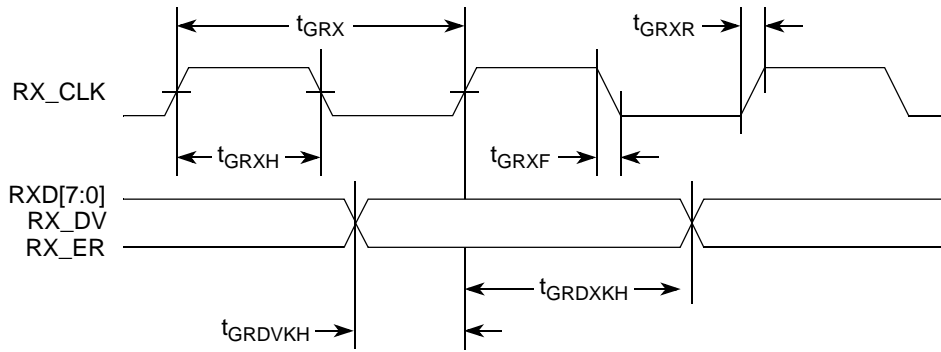 tGRX
tGRXR
RX_CLK
tGRXH
tGRXF
RXD[7:0]
RX_DV
RX_ER
tGRDXKH
tGRDVKH